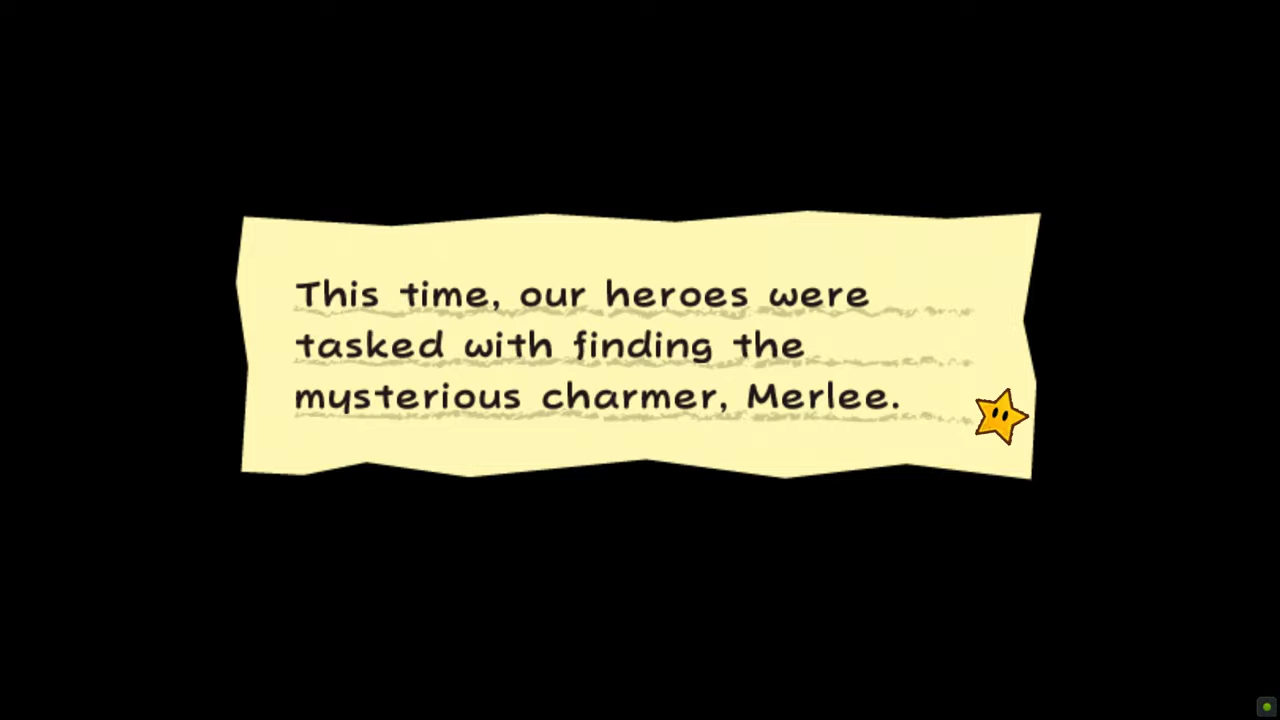 This time, our heroes were
tasked with finding the
mysterious charmer, Merlee.